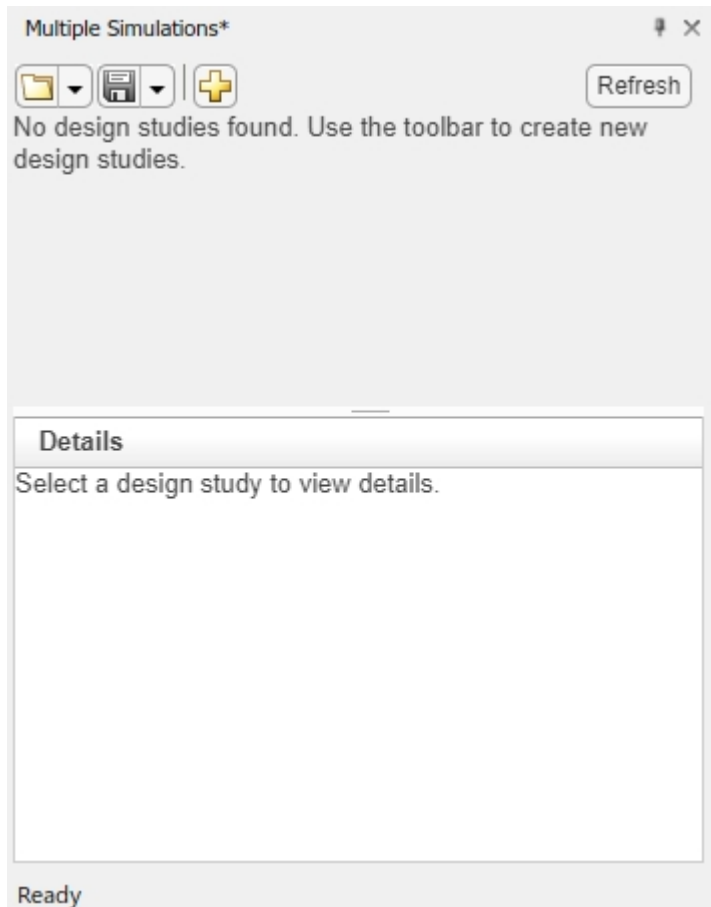 Multiple Simulations*
Refresh
No design studies found. Use the toolbar to create new
design studies.
Details
Select a design study to view details.
Ready